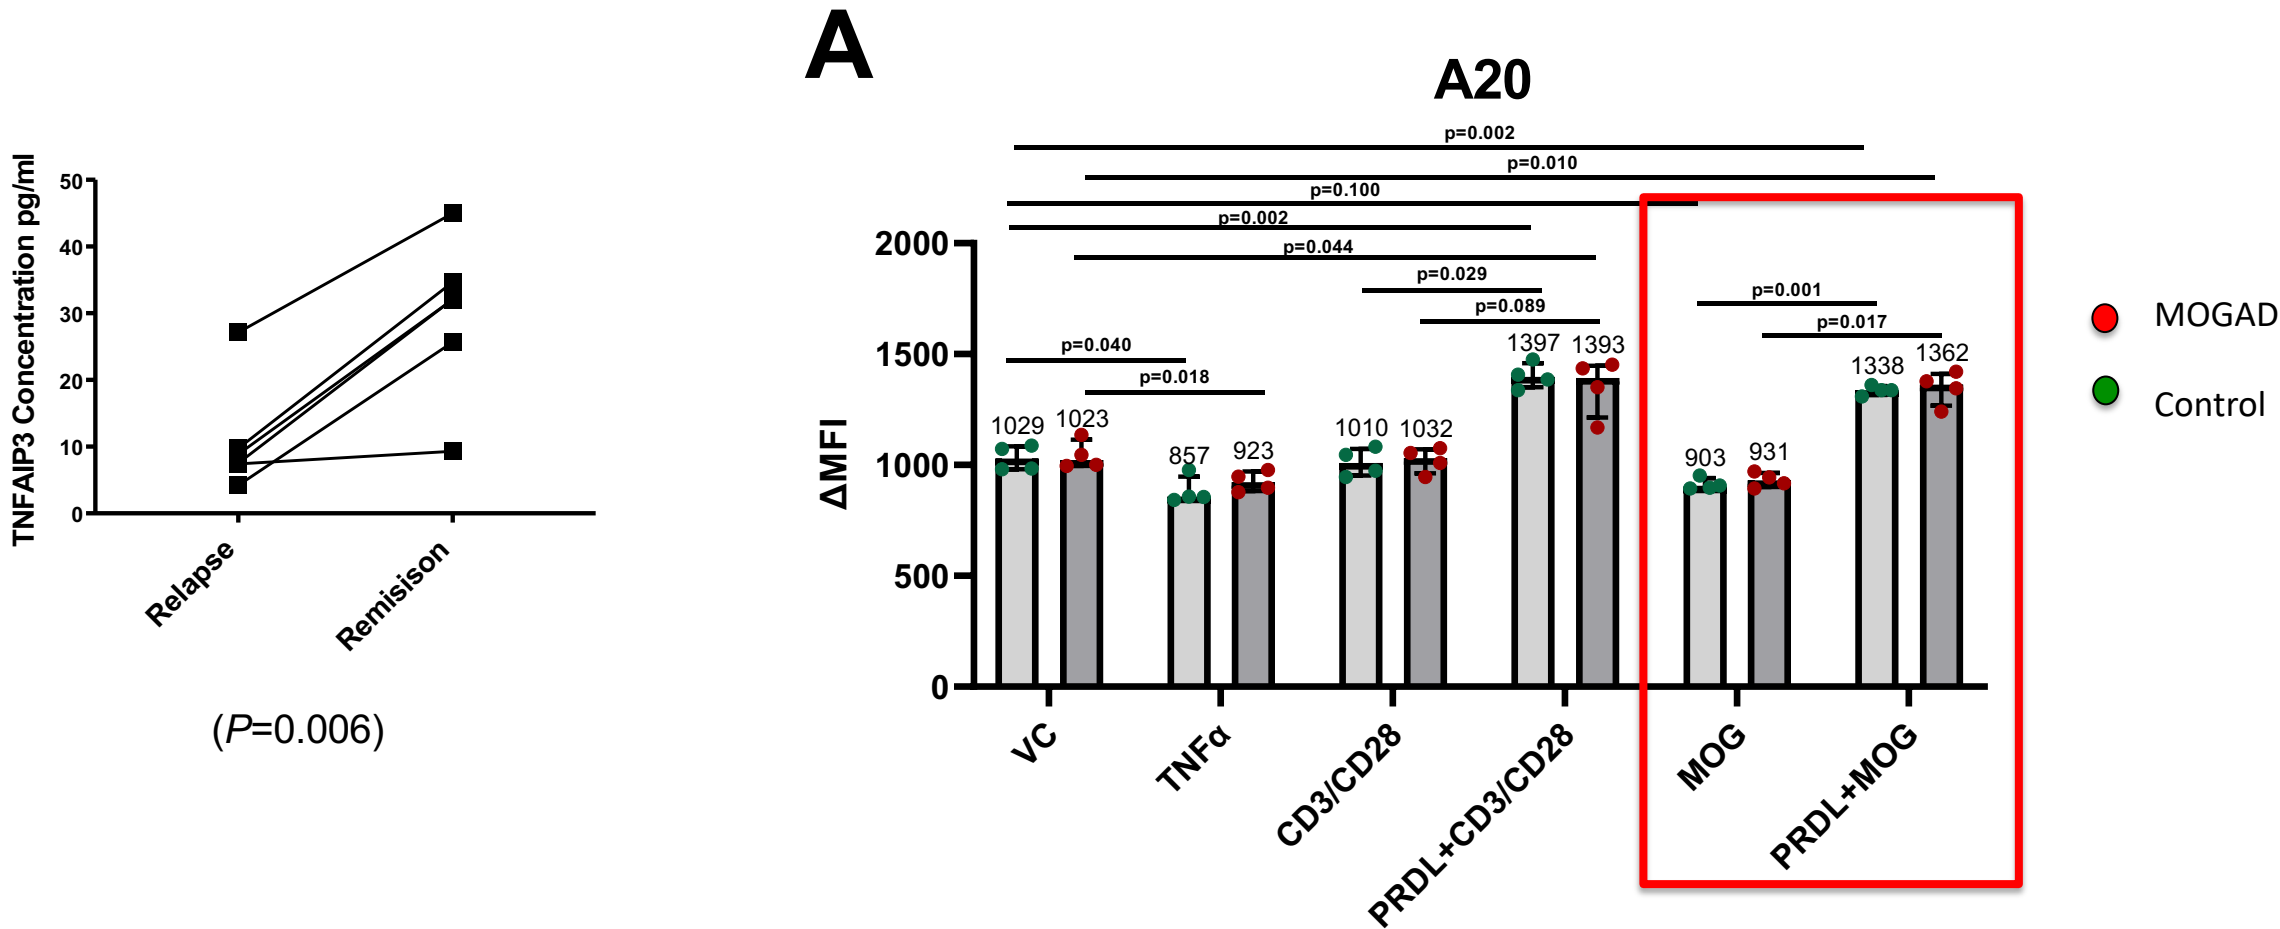 TNFAIP3 Concentration pg/ml
50
40
30
20
10
0
Relapse
Remisison
(P=0.006)
A
A20
p=0.002
p=0.010
p=0.100
p=0.002
p=0.044
p=0.029
p=0.089
p=0.001
p=0.017
p=0.040
p=0.018
ΔMFI
2000
1500
1000
500
0
1029
1023
857
923
1010
1032
1397
1393
903
931
1338
1362
VC
TNFα
CD3/CD28
PRDL+CD3/CD28
MOG
PRDL+MOG
MOGAD
Control